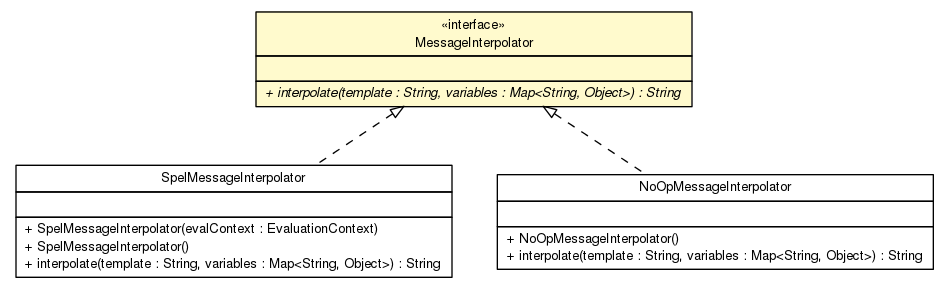 «interface»
MessageInterpolator
+ interpolate(template : String, variables : Map<String, Object>) : String
SpelMessageInterpolator
+ SpelMessageInterpolator(evalContext : EvaluationContext)
+ SpelMessageInterpolator()
+ interpolate(template : String, variables : Map<String, Object>) : String
NoOpMessageInterpolator
+ NoOpMessageInterpolator()
+ interpolate(template : String, variables : Map<String, Object>) : String